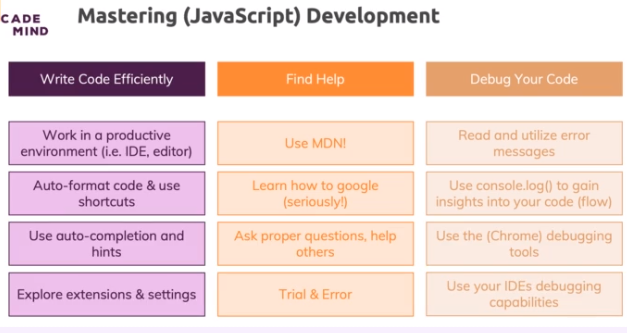 CADE
MIND
Mastering (JavaScript) Development
Write Code Efficiently
Work in a productive
environment (i.e. IDE, editor)
Auto-format code & use
shortcuts
Use auto-completion and
hints
Explore extensions & settings
Find Help
Use MDN!
Learn how to google
(seriously!)
Ask proper questions, help
others
Trial & Error
Debug Your Code
Read and utilize error
messages
Use console.log() to gain
insights into your code (flow)
Use the (Chrome) debugging
tools
Use your IDEs debugging
capabilities